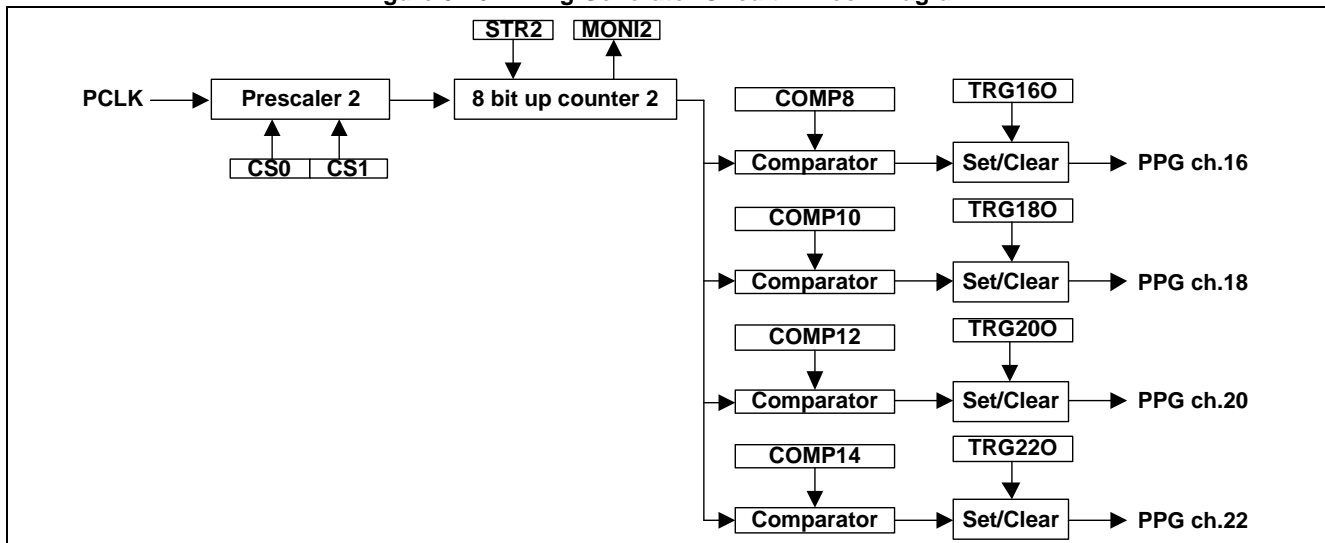 STR2 MONI2
PCLK Prescaler 2 8 bit up counter 2
CS0 CS1
COMP8 TRG16O
Comparator Set/Clear PPG ch.16
COMP10 TRG18O
Comparator Set/Clear PPG ch.18
COMP12 TRG20O
Comparator Set/Clear PPG ch.20
COMP14 TRG22O
Comparator Set/Clear PPG ch.22